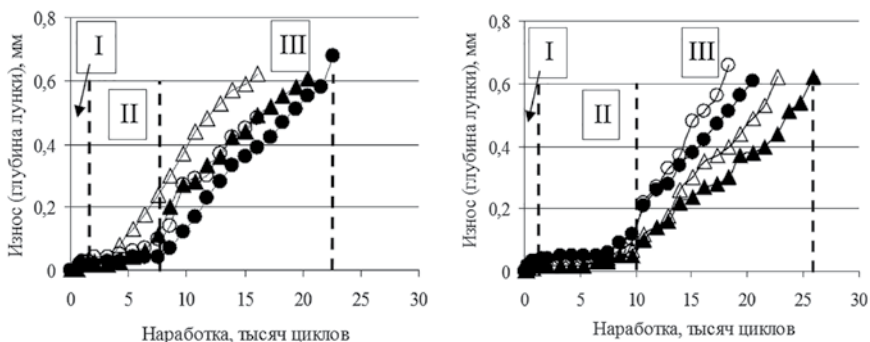 Износ (глубина лунки), мм
0,8
0,6
0,4
0,2
0
I
II
III
0 5 10 15 20 25 30
Наработка, тысяч циклов
Износ (глубина лунки), мм
0,8
0,6
0,4
0,2
0
I
II
III
0 5 10 15 20 25 30
Наработка, тысяч циклов